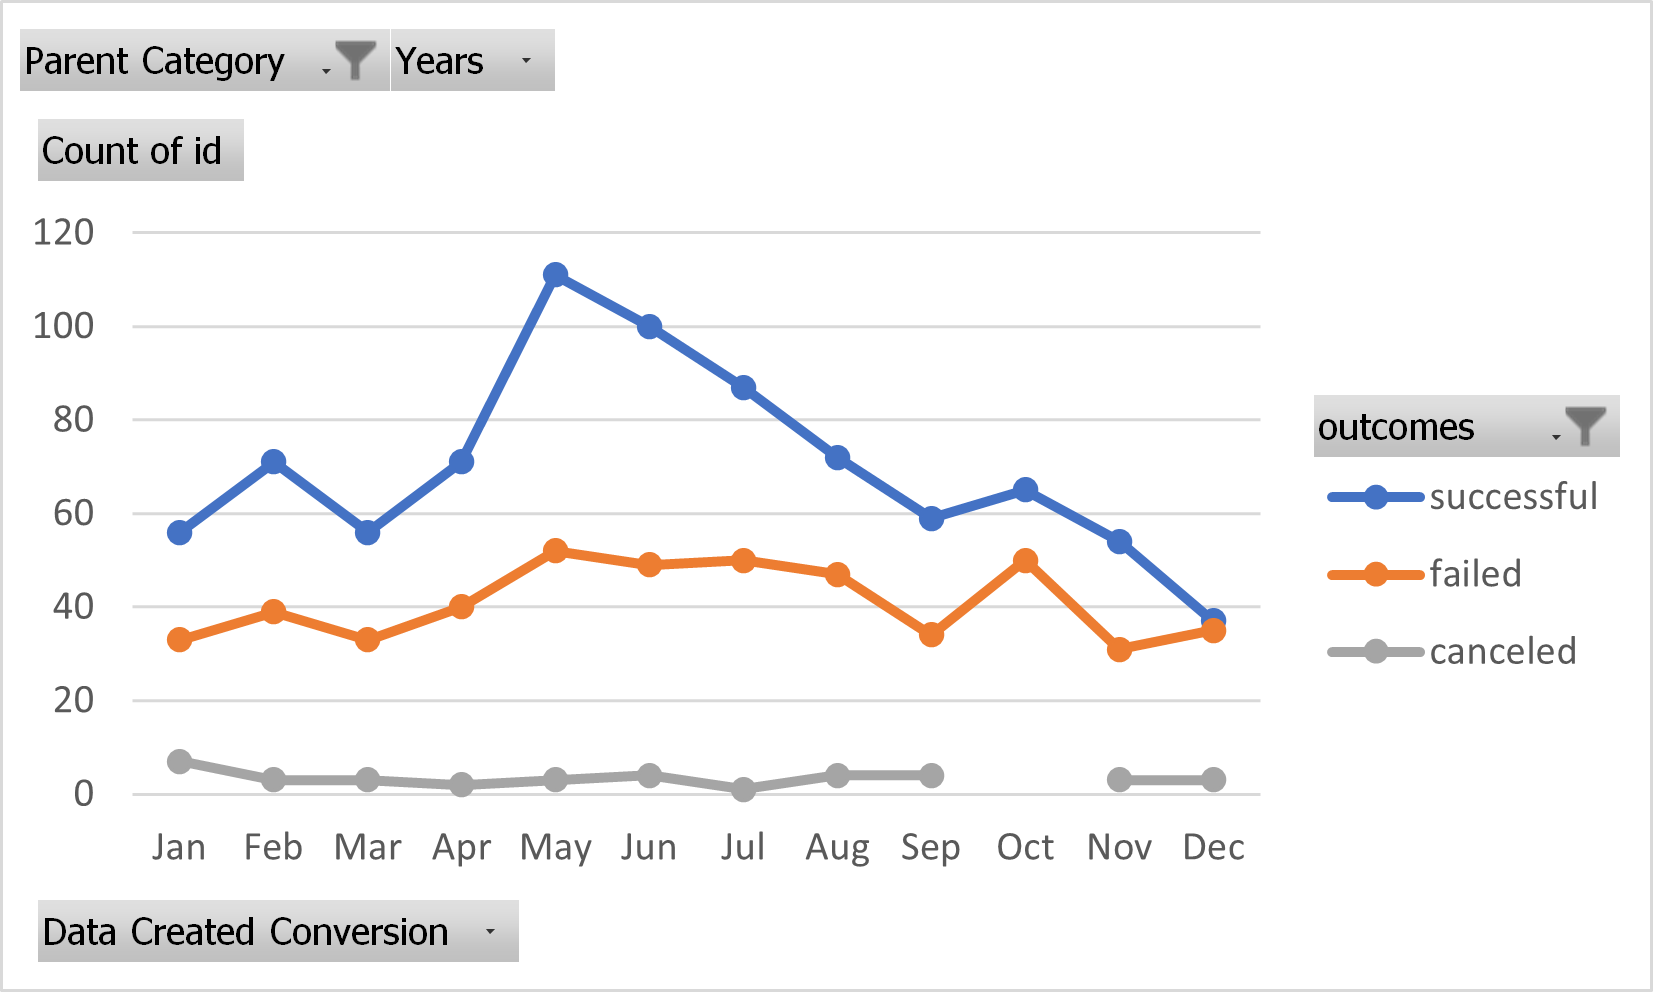 Parent Category Years
Count of id
120
100
80
60
40
20
0
Jan Feb Mar Apr May Jun Jul Aug Sep Oct Nov Dec
outcomes
successful
failed
canceled
Data Created Conversion